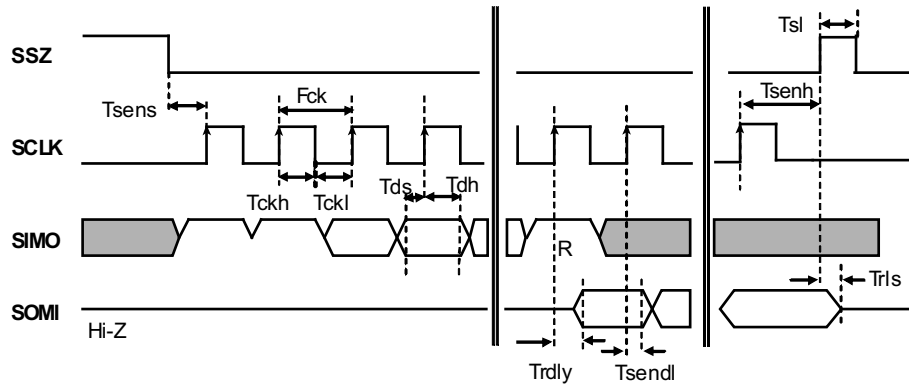 Tsl
SSZ
Tsens
Fck
Tsenh
SCLK
Tckh
Tckl
Tds
Tdh
SIMO
R
Trls
SOMI
Hi-Z
Trdly
Tsendl